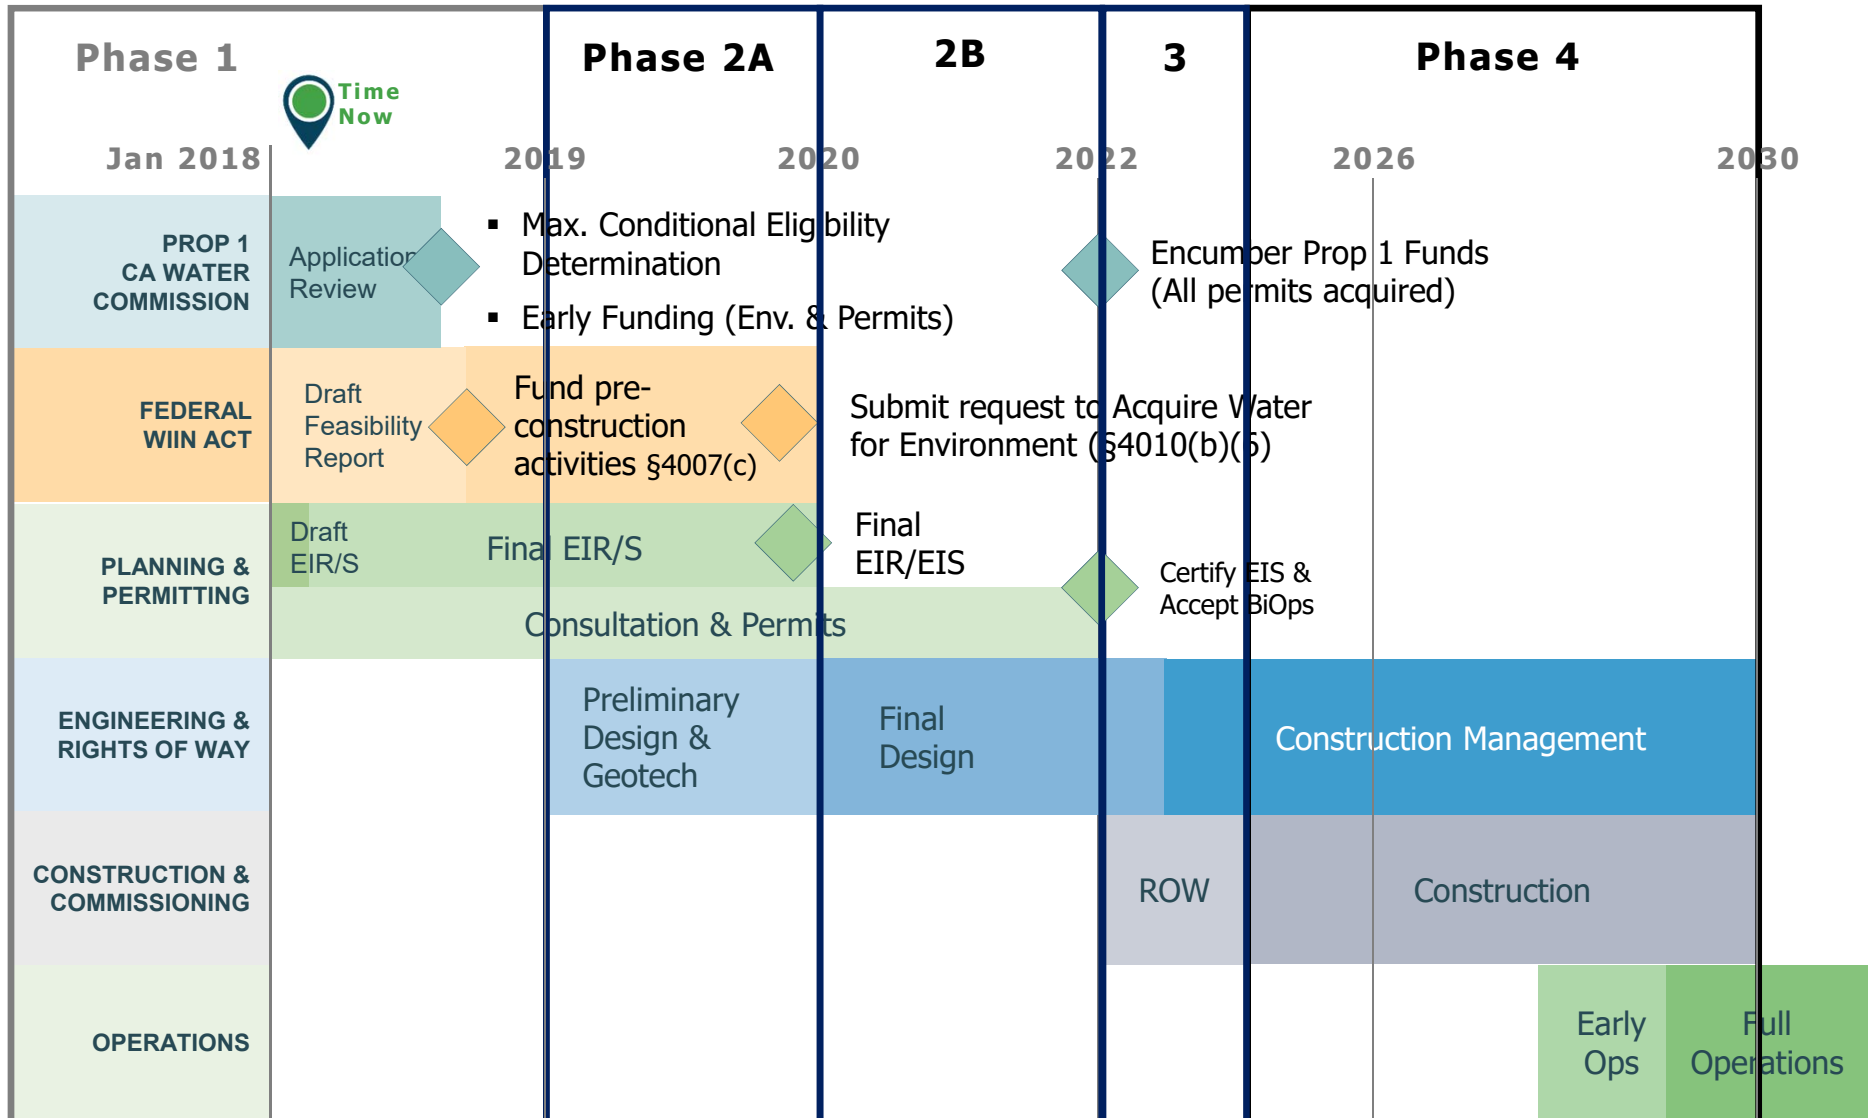 Phase 1
Phase 2A
2B
3
Phase 4
Time
Now
Jan 2018
2019
2020
2022
2026
2030
PROP 1
CA WATER
COMMISSION
Application
Review
▪ Max. Conditional Eligibility
Determination
▪ Early Funding (Env. & Permits)
Encumber Prop 1 Funds
(All permits acquired)
FEDERAL
WIIN ACT
Draft
Feasibility
Report
Fund pre-
construction
activities §4007(c)
Submit request to Acquire Water
for Environment (§4010(b)(6)
PLANNING &
PERMITTING
Draft
EIR/S
Final EIR/S
Final
EIR/EIS
Consultation & Permits
Certify EIS &
Accept BiOps
ENGINEERING &
RIGHTS OF WAY
Preliminary
Design &
Geotech
Final
Design
Construction Management
CONSTRUCTION &
COMMISSIONING
ROW
Construction
OPERATIONS
Early
Ops
Full
Operations